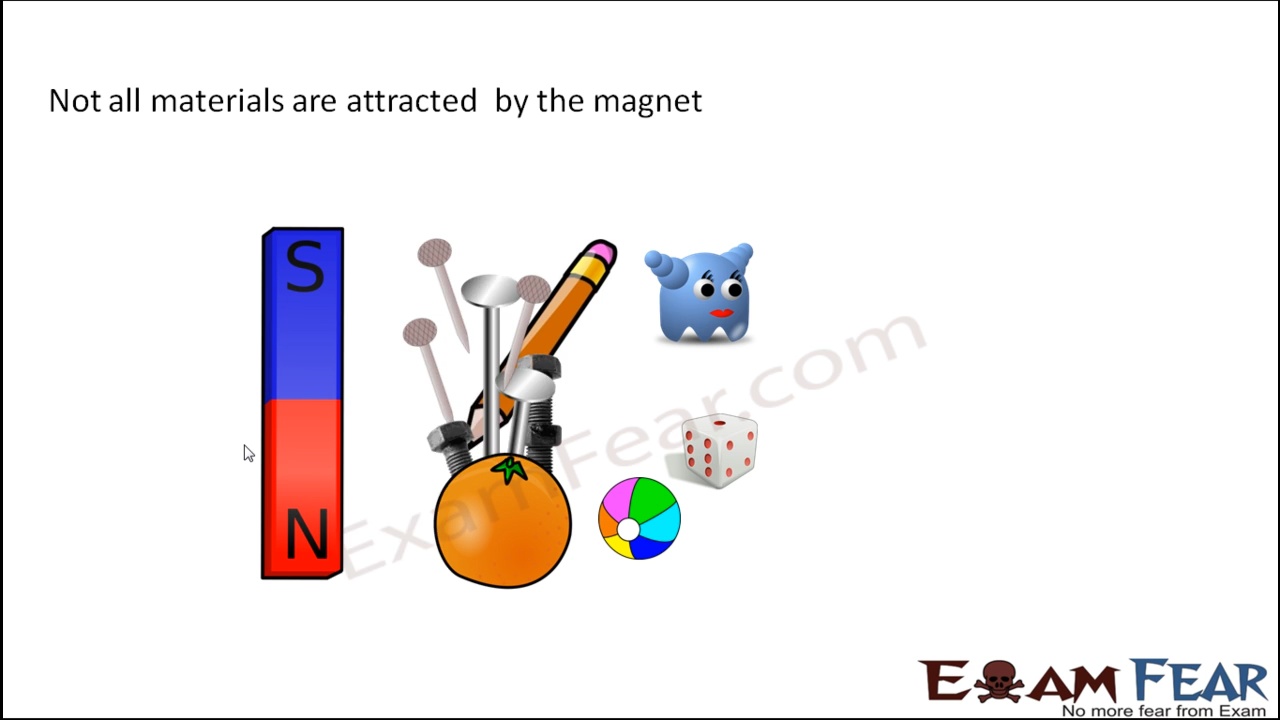 Not all materials are attracted  by the magnet
S
N
ExamFear.com
EXAM FEAR
No more fear from Exam